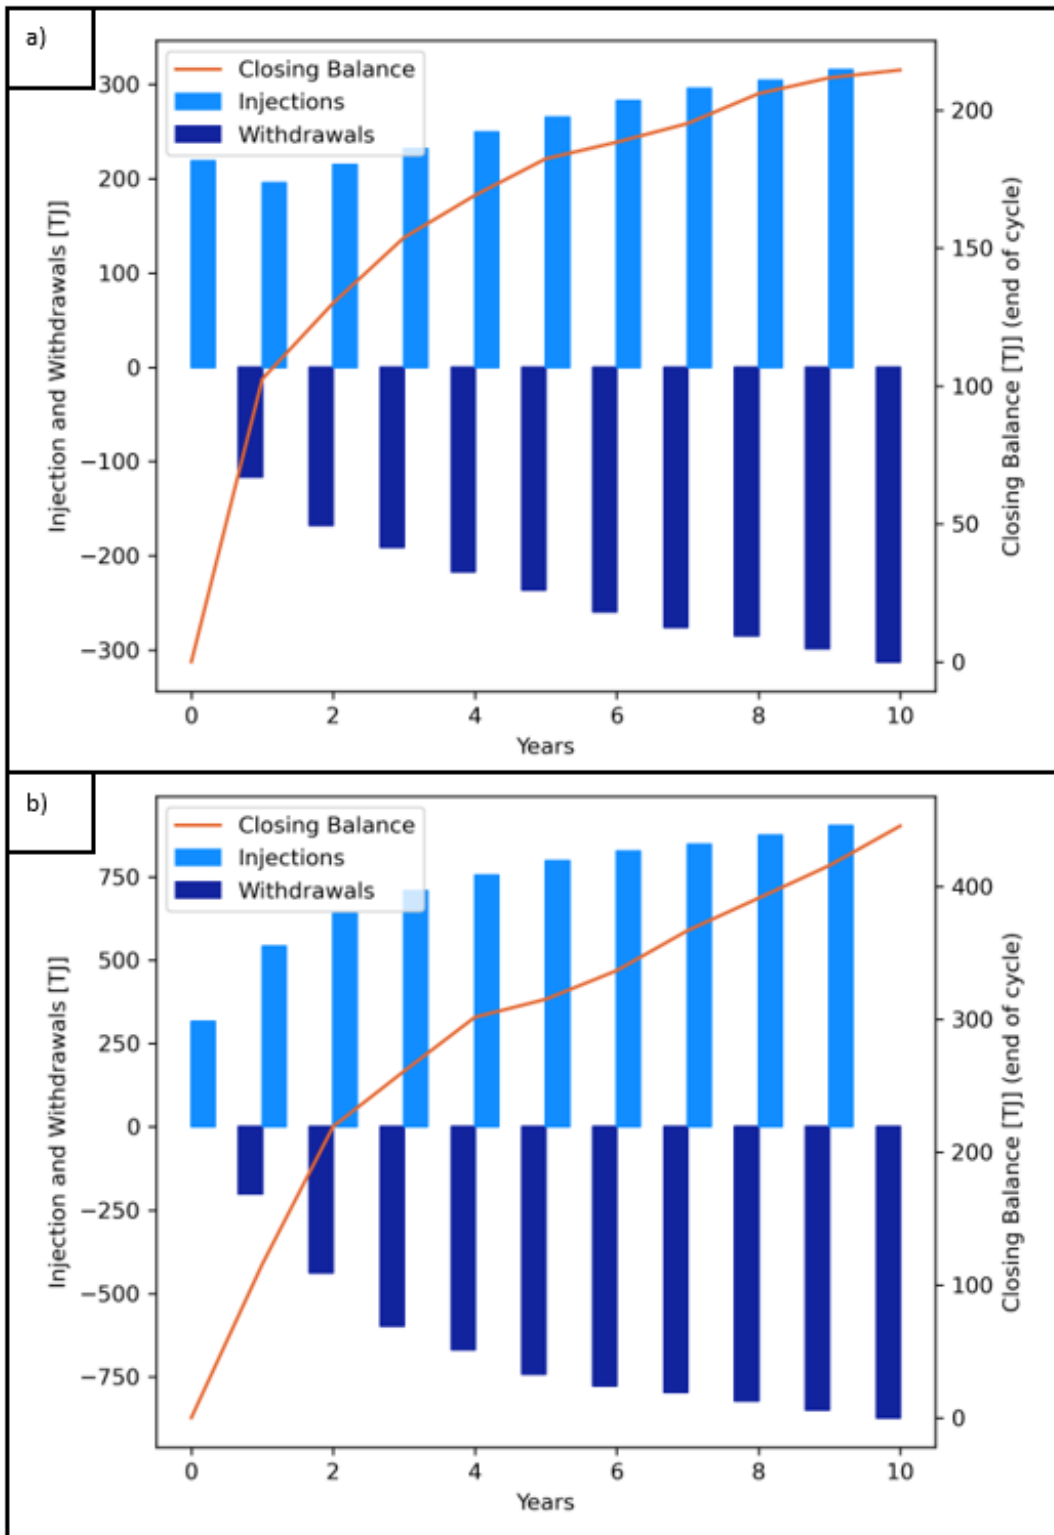 a)
Closing Balance
Injections
Withdrawals
300
200
100
0
−100
−200
−300
Injection and Withdrawals [TJ]
200
150
100
50
0
Closing Balance [TJ] (end of cycle)
0 2 4 6 8 10
Years
b)
Closing Balance
Injections
Withdrawals
750
500
250
0
−250
−500
−750
Injection and Withdrawals [TJ]
400
300
200
100
0
Closing Balance [TJ] (end of cycle)
0 2 4 6 8 10
Years